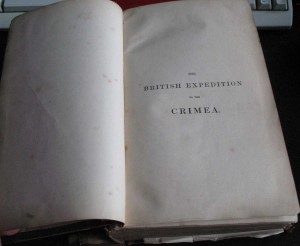 THE
BRITISH EXPEDITION
TO THE
CRIMEA.